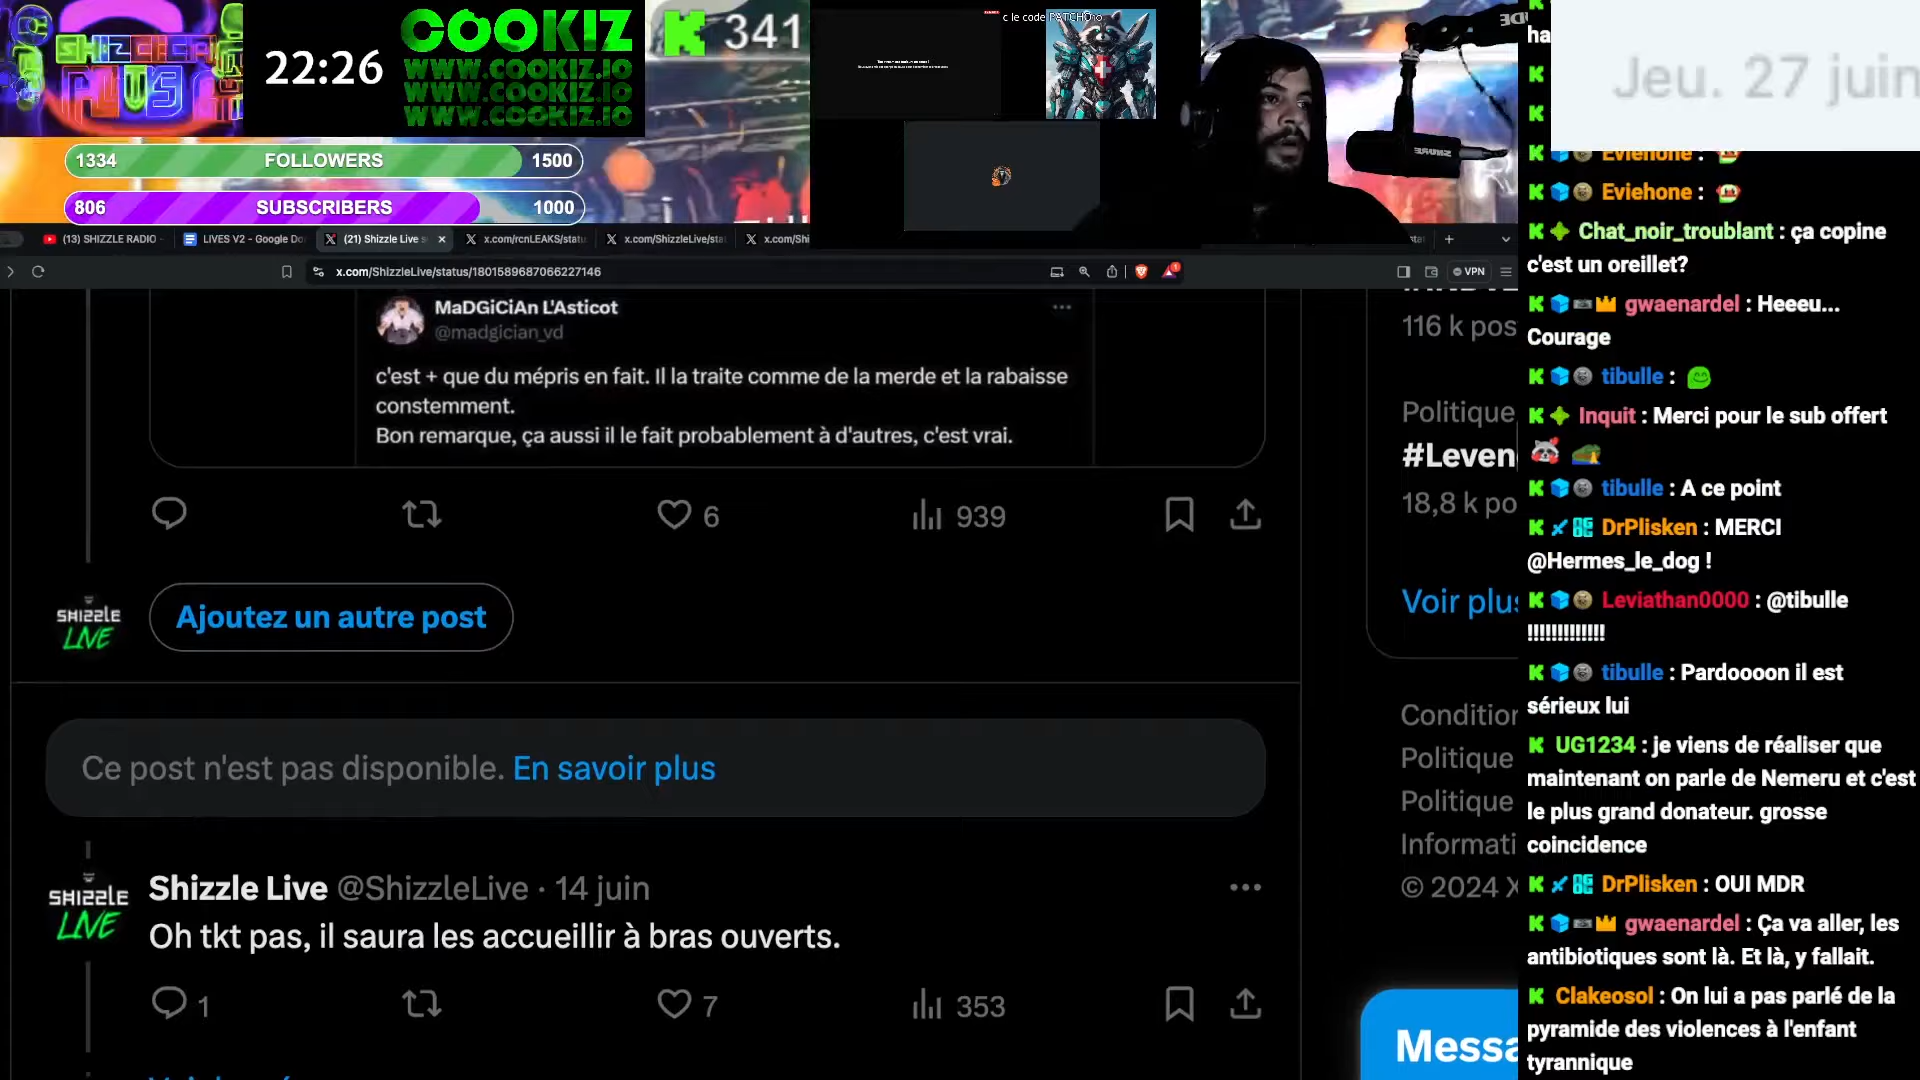 22:26
COOKIZ
WWW.COOKIZ.IO
WWW.COOKIZ.IO
WWW.COOKIZ.IO
341
1334 FOLLOWERS 1500
806 SUBSCRIBERS 1000
c le code PATCHO
SHURE
Jeu. 27 juin
(13) SHIZZLE RADIO -
LIVES V2 - Google Do
(21) Shizzle Live s
x.com/rcnLEAKS/statu
x.com/ShizzleLive/sta
x.com/Shi
x.com/ShizzleLive/status/1801589687066227146
VPN
MaDGiCiAn L'Asticot
@madgician_vd
c'est + que du mépris en fait. Il la traite comme de la merde et la rabaisse
constemment.
Bon remarque, ça aussi il le fait probablement à d'autres, c'est vrai.
6
939
SHIZZLE
LIVE
Ajoutez un autre post
Ce post n'est pas disponible. En savoir plus
SHIZZLE
LIVE
Shizzle Live @ShizzleLive · 14 juin
Oh tkt pas, il saura les accueillir à bras ouverts.
1
7
353
116 k pos
Politique
#Leven
18,8 k po
Voir plus
Condition
Politique
Politique
Informati
© 2024 X
Messa
ha
Eviehone :
Eviehone :
Chat_noir_troublant : ça copine
c'est un oreillet?
gwaenardel : Heeeu...
Courage
tibulle :
Inquit : Merci pour le sub offert
tibulle : A ce point
DrPlisken : MERCI
@Hermes_le_dog !
Leviathan0000 : @tibulle
!!!!!!!!!!!!!
tibulle : Pardoooon il est
sérieux lui
UG1234 : je viens de réaliser que
maintenant on parle de Nemeru et c'est
le plus grand donateur. grosse
coincidence
DrPlisken : OUI MDR
gwaenardel : Ça va aller, les
antibiotiques sont là. Et là, y fallait.
Clakeosol : On lui a pas parlé de la
pyramide des violences à l'enfant
tyrannique